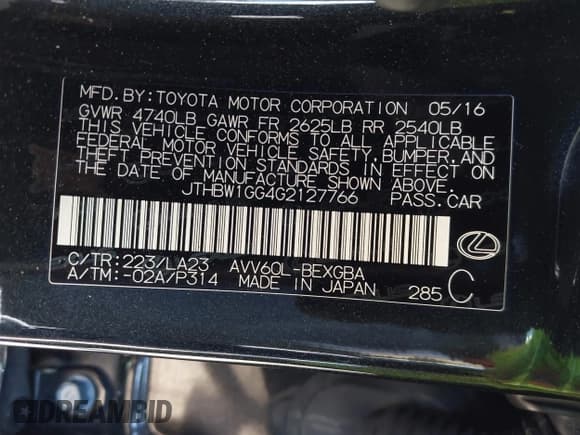 MFD. BY: TOYOTA MOTOR CORPORATION 05/16
GVWR 4740LB GAWR FR 2625LB RR 2540LB
THIS VEHICLE CONFORMS TO ALL APPLICABLE
FEDERAL MOTOR VEHICLE SAFETY, BUMPER, AND
THEFT PREVENTION STANDARDS IN EFFECT ON
THE DATE OF MANUFACTURE SHOWN ABOVE.
JTHBW1GG4G2127766 PASS.CAR
C/TR: 223/LA23 AVV60L-BEXGBA
A/TM: -02A/P314 MADE IN JAPAN 285 C
DREAMBID